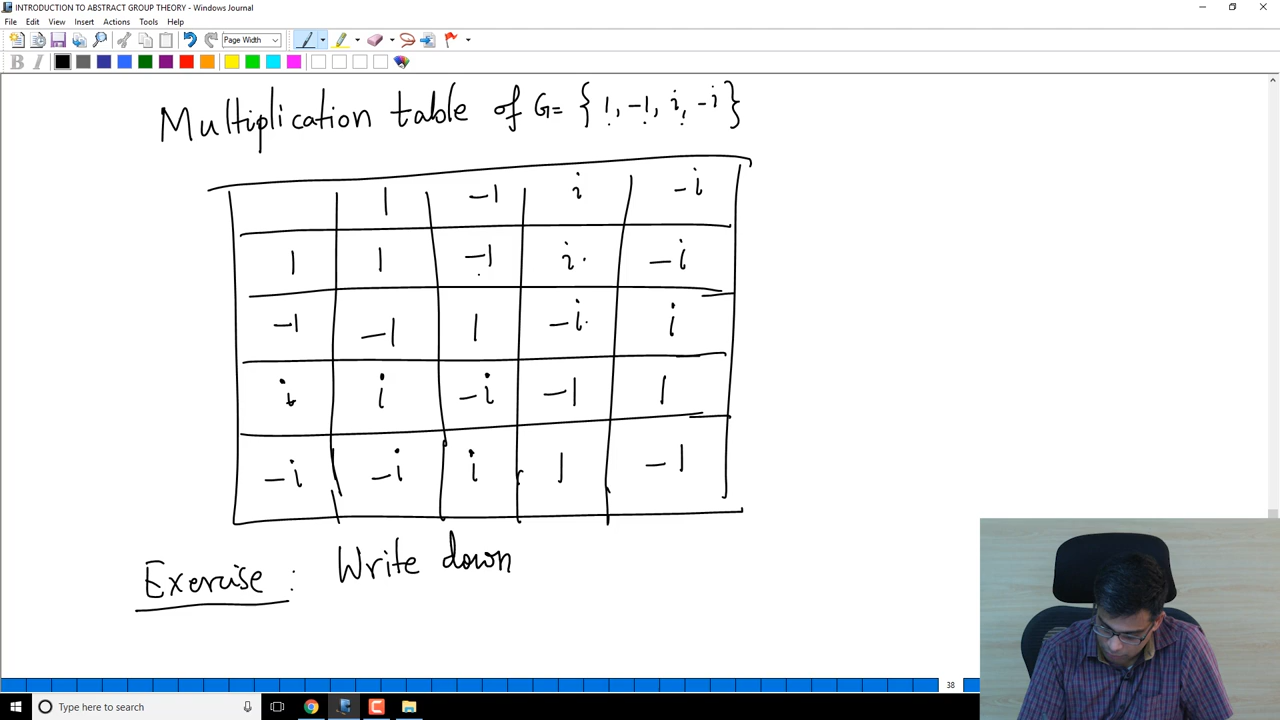 INTRODUCTION TO ABSTRACT GROUP THEORY - Windows Journal
File Edit View Insert Actions Tools Help
Page Width
B I
Multiplication table of G= {1, -1, i, -i}
1 -1 i -i
1 1 -1 i -i
-1 -1 1 -i i
i i -i -1 1
-i -i i 1 -1
Exercise: Write down
38
Type here to search